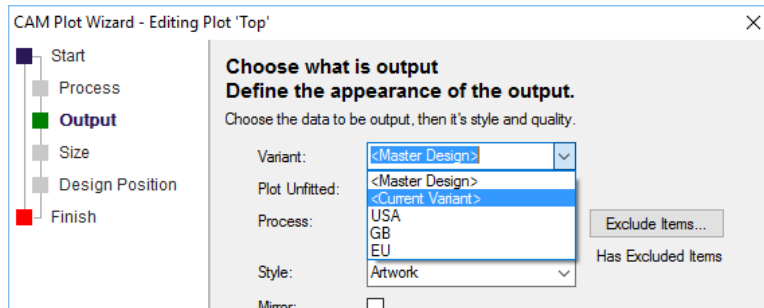 CAM Plot Wizard - Editing Plot 'Top'
Start
Process
Output
Size
Design Position
Finish
Choose what is output
Define the appearance of the output.
Choose the data to be output, then it's style and quality.
Variant: <Master Design>
<Master Design>
Plot Unfitted: <Current Variant>
Process: USA
GB
EU
Exclude Items...
Has Excluded Items
Style: Artwork
Mirror: